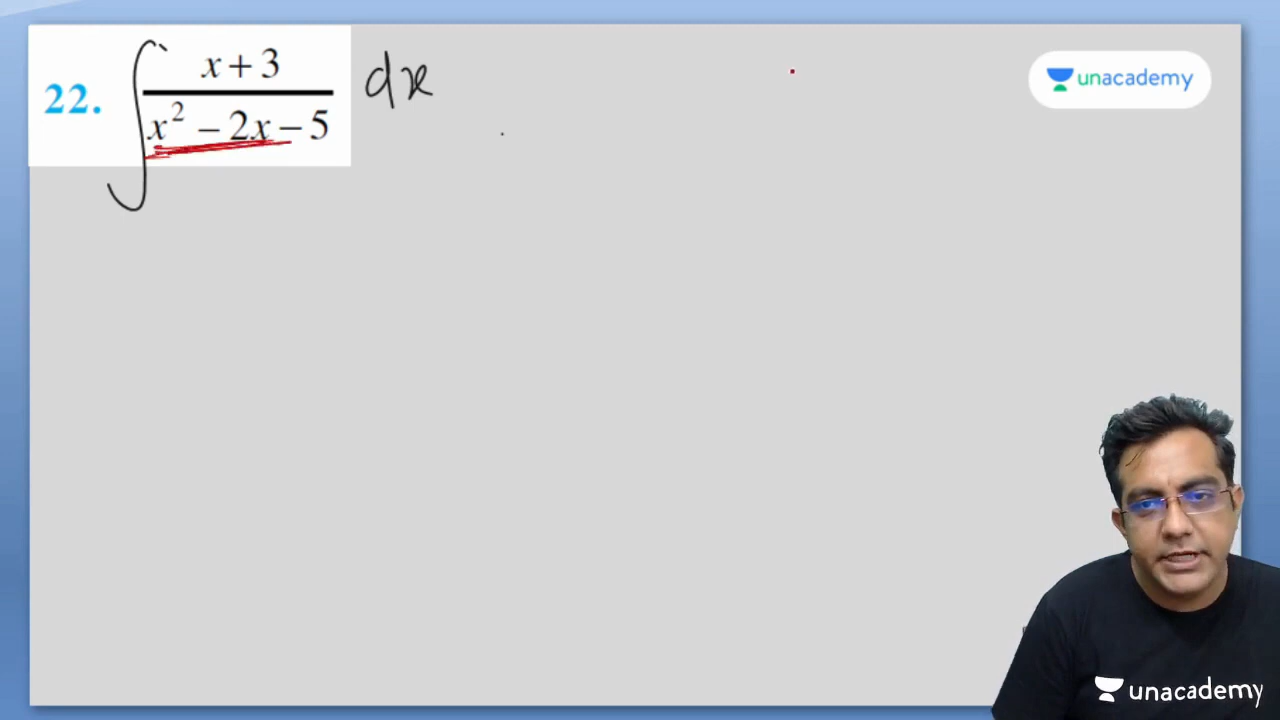 22. ∫ x + 3 / x² − 2x − 5 dx
unacademy
unacademy